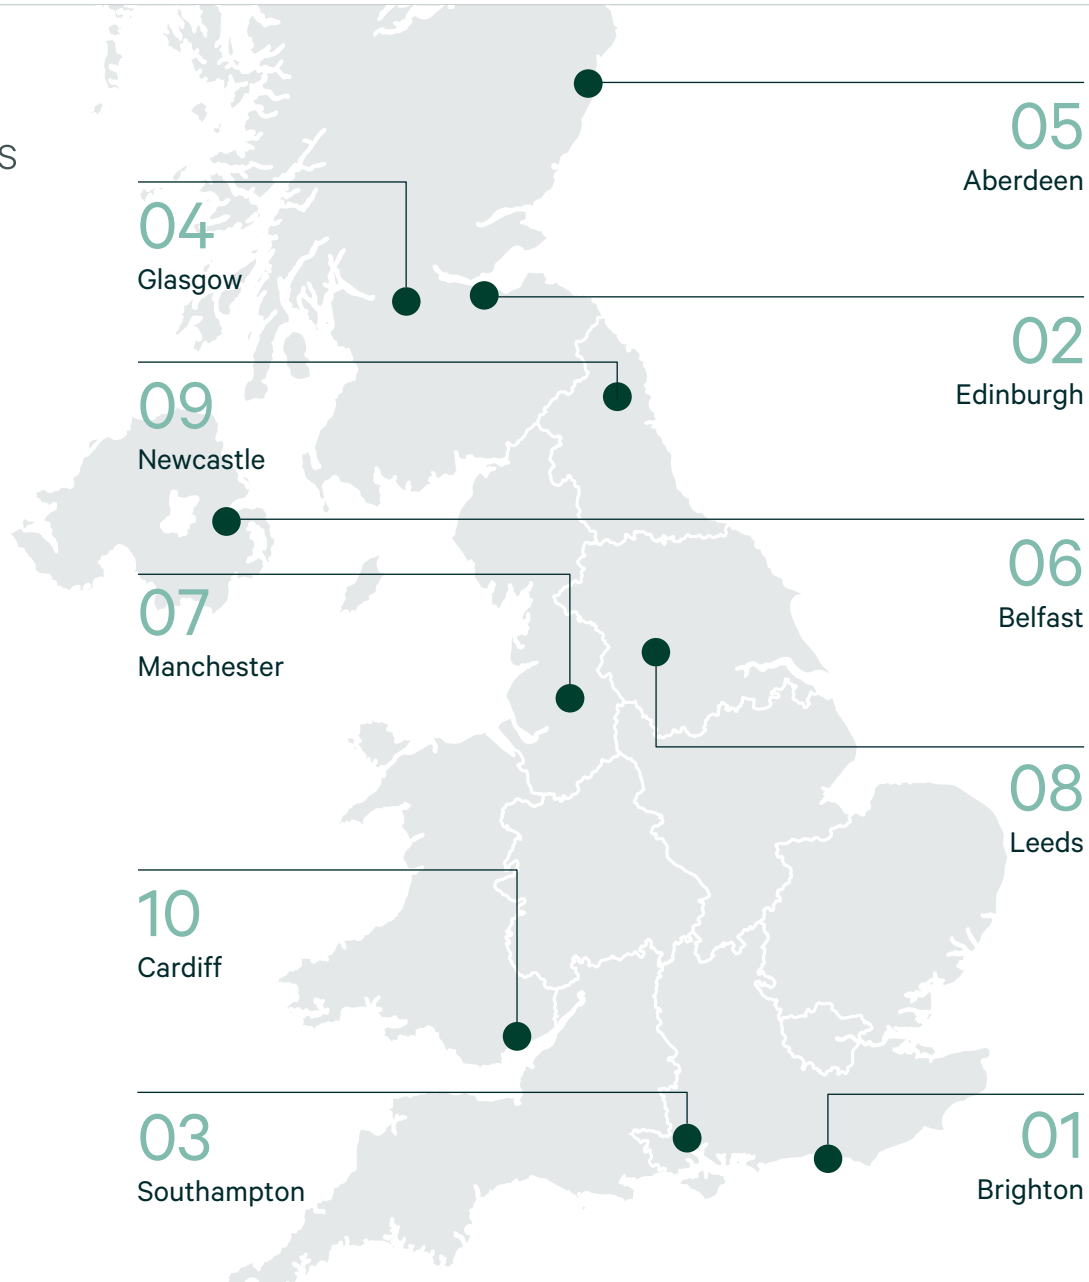 s
05
Aberdeen
04
Glasgow
02
Edinburgh
09
Newcastle
06
Belfast
07
Manchester
08
Leeds
10
Cardiff
03
Southampton
01
Brighton